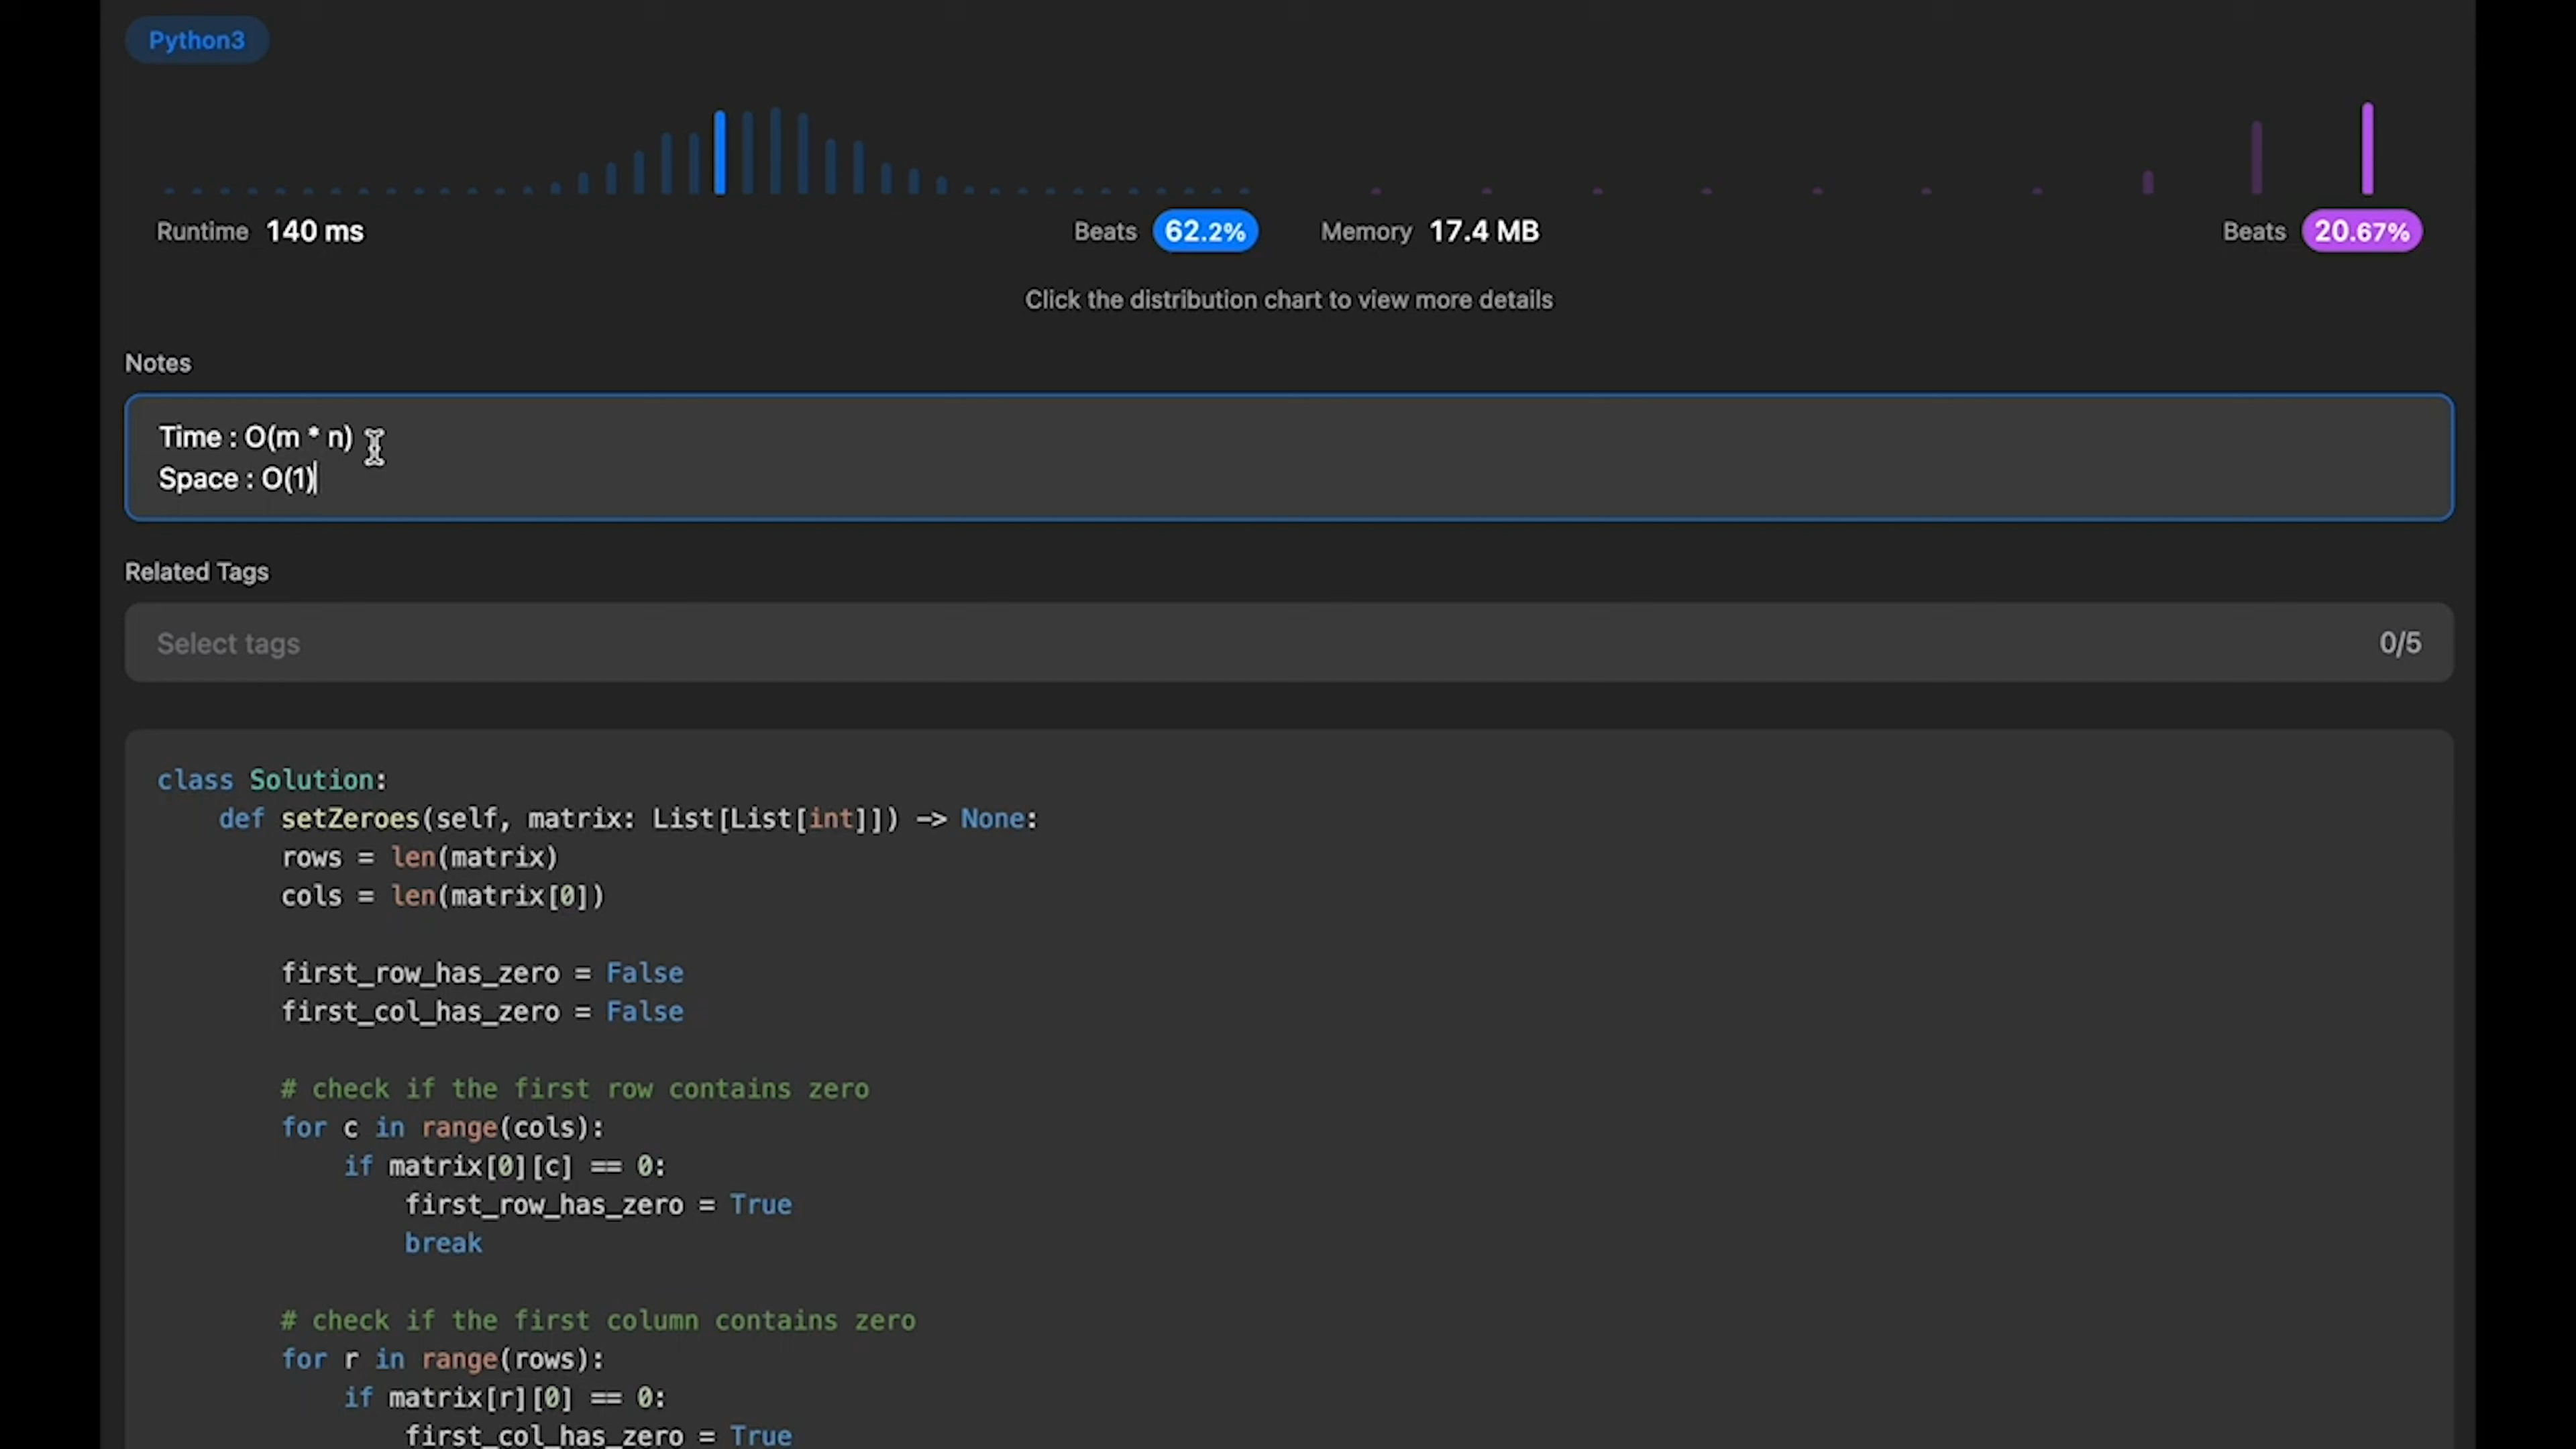 Python3
Runtime 140 ms Beats 62.2% Memory 17.4 MB Beats 20.67%
Click the distribution chart to view more details
Notes
Time : O(m * n)
Space : O(1)
Related Tags
Select tags 0/5
class Solution:
    def setZeroes(self, matrix: List[List[int]]) -> None:
        rows = len(matrix)
        cols = len(matrix[0])
        first_row_has_zero = False
        first_col_has_zero = False
        # check if the first row contains zero
        for c in range(cols):
            if matrix[0][c] == 0:
                first_row_has_zero = True
                break
        # check if the first column contains zero
        for r in range(rows):
            if matrix[r][0] == 0:
                first_col_has_zero = True